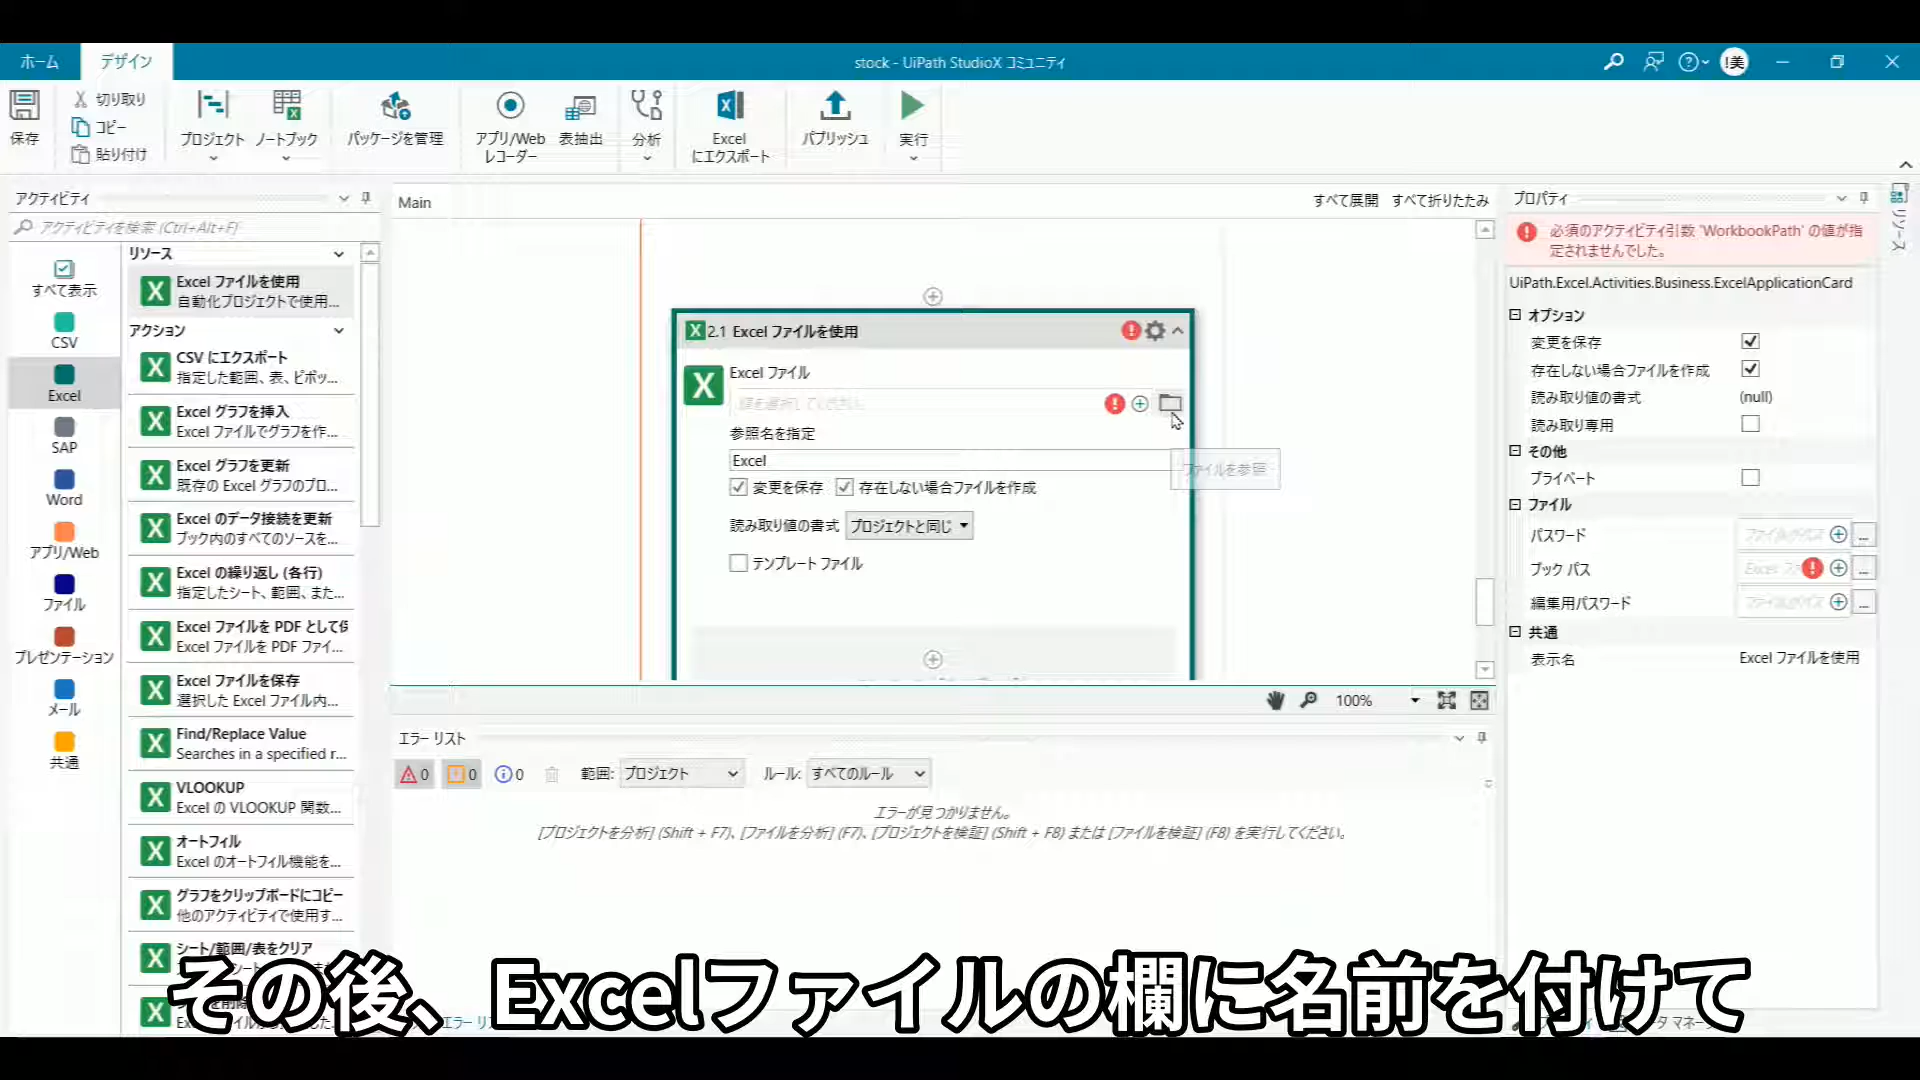 ホーム
デザイン
stock - UiPath StudioX コミュニティ
!美
保存
切り取り
コピー
貼り付け
プロジェクト
ノートブック
パッケージを管理
アプリ/Web
レコーダー
表抽出
分析
Excel
にエクスポート
パブリッシュ
実行
アクティビティ
アクティビティを検索 (Ctrl+Alt+F)
すべて表示
CSV
Excel
SAP
Word
アプリ/Web
ファイル
プレゼンテーション
メール
共通
リソース
Excel ファイルを使用
自動化プロジェクトで使用...
アクション
CSV にエクスポート
指定した範囲、表、ピボッ...
Excel グラフを挿入
Excel ファイルでグラフを作...
Excel グラフを更新
既存の Excel グラフのプロ...
Excel のデータ接続を更新
ブック内のすべてのソースを...
Excel の繰り返し (各行)
指定したシート、範囲、また...
Excel ファイルを PDF として
Excel ファイルを PDF ファイ...
Excel ファイルを保存
選択した Excel ファイル内...
Find/Replace Value
Searches in a specified r...
VLOOKUP
Excel の VLOOKUP 関数...
オートフィル
Excel のオートフィル機能を...
グラフをクリップボードにコピー
他のアクティビティで使用す...
シート/範囲/表をクリア
Main
すべて展開
すべて折りたたみ
2.1 Excel ファイルを使用
Excel ファイル
値を選択してください。
参照名を指定
Excel
ファイルを参照
変更を保存
存在しない場合ファイルを作成
読み取り値の書式
プロジェクトと同じ
テンプレート ファイル
100%
エラー リスト
0
0
0
範囲:
プロジェクト
ルール:
すべてのルール
エラーが見つかりません。
[プロジェクトを分析] (Shift + F7)、[ファイルを分析] (F7)、[プロジェクトを検証] (Shift + F8) または [ファイルを検証] (F8) を実行してください。
プロパティ
必須のアクティビティ引数 'WorkbookPath' の値が指
定されませんでした。
UiPath.Excel.Activities.Business.ExcelApplicationCard
オプション
変更を保存
存在しない場合ファイルを作成
読み取り値の書式
(null)
読み取り専用
その他
プライベート
ファイル
パスワード
ブック パス
編集用パスワード
共通
表示名
Excel ファイルを使用
リソース
その後、Excelファイルの欄に名前を付けて